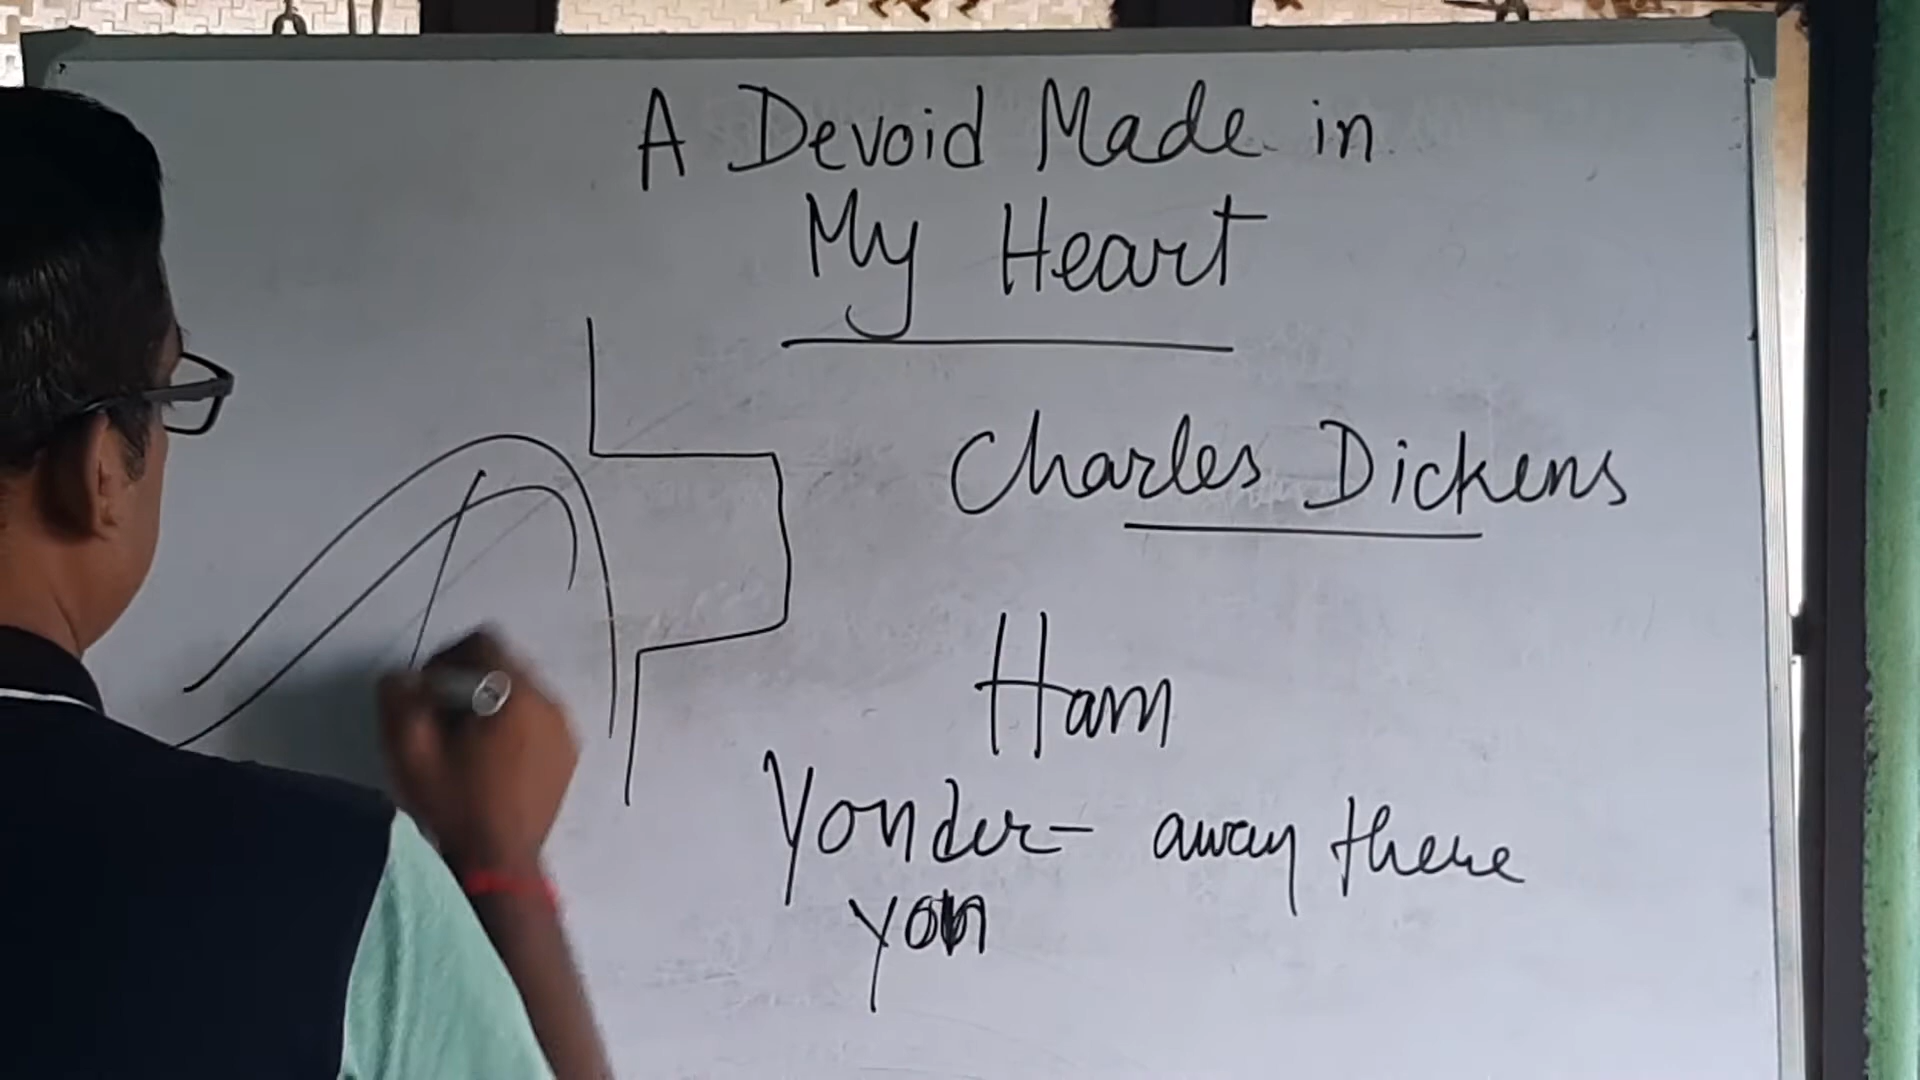 A Devoid Made in
My Heart
Charles Dickens
Ham
Yonder- away there
yon